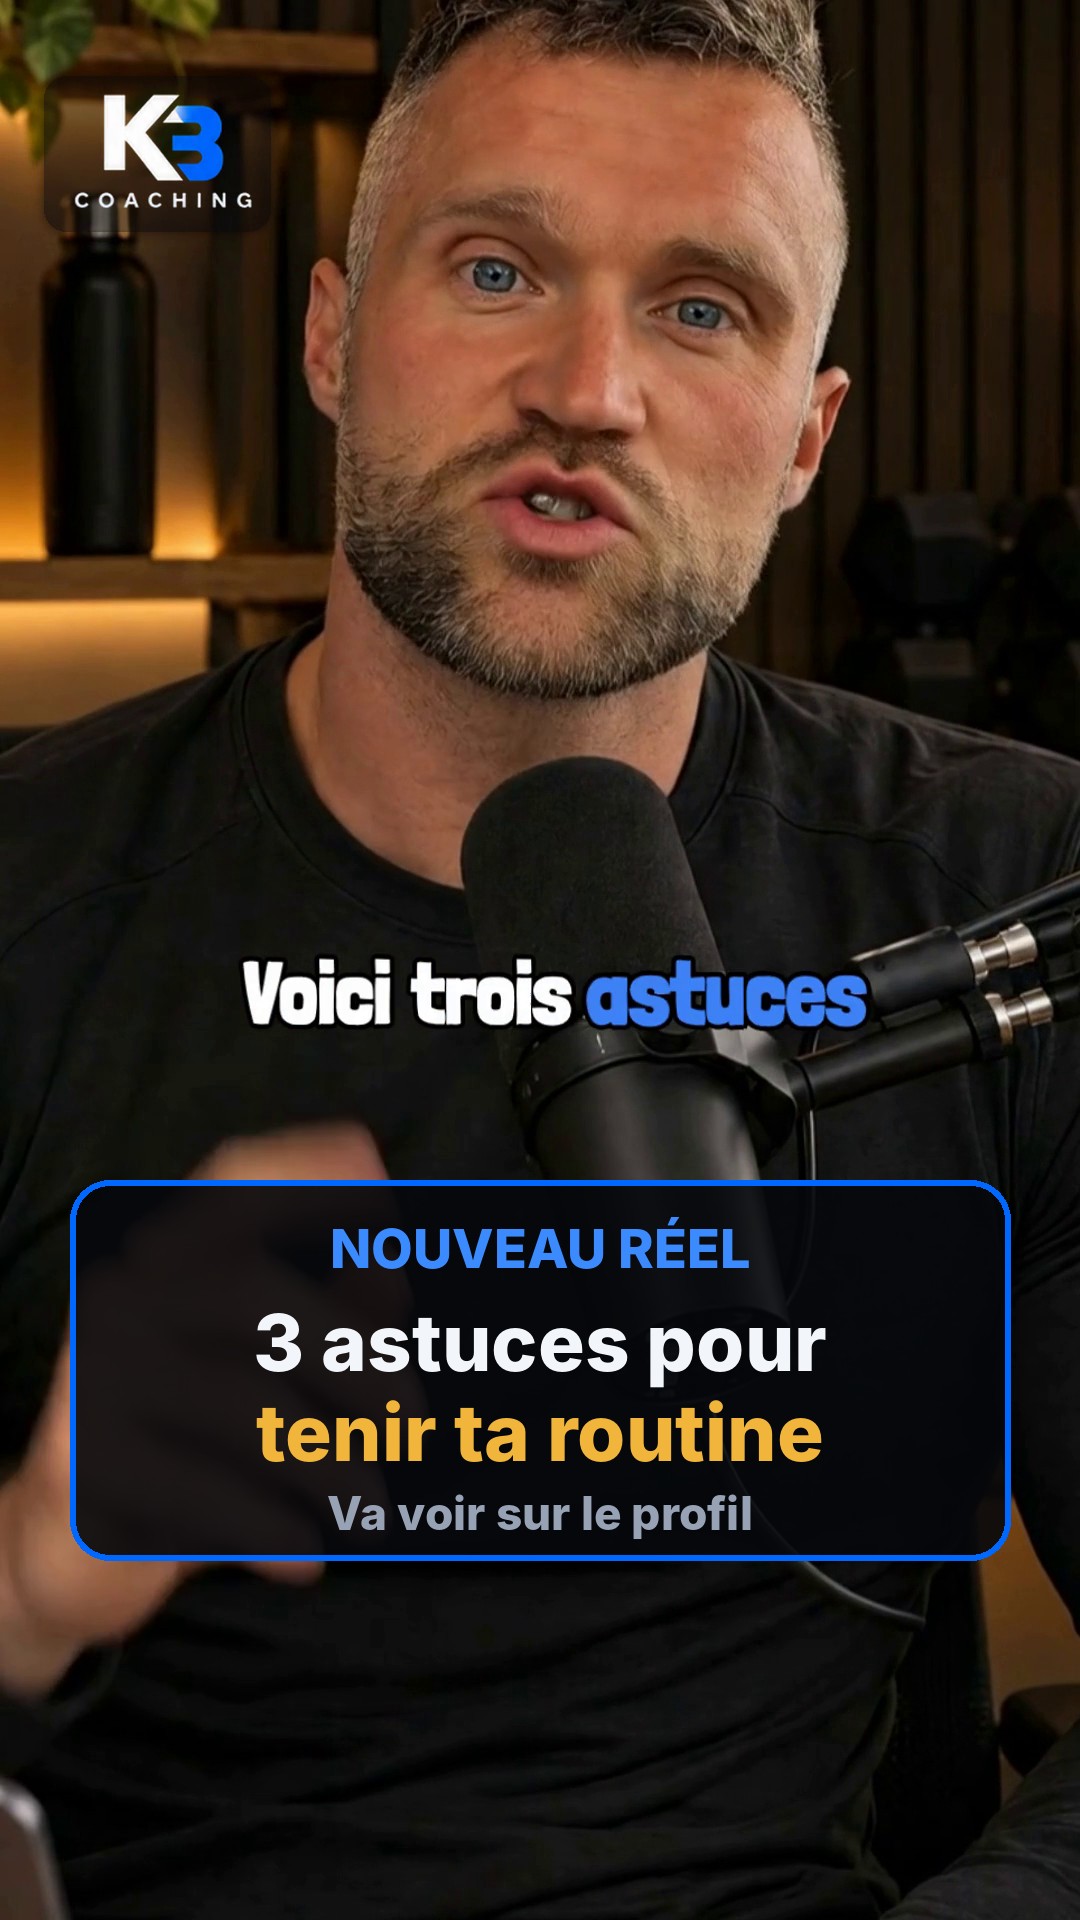 K3
COACHING
Voici trois astuces
NOUVEAU RÉEL
3 astuces pour
tenir ta routine
Va voir sur le profil